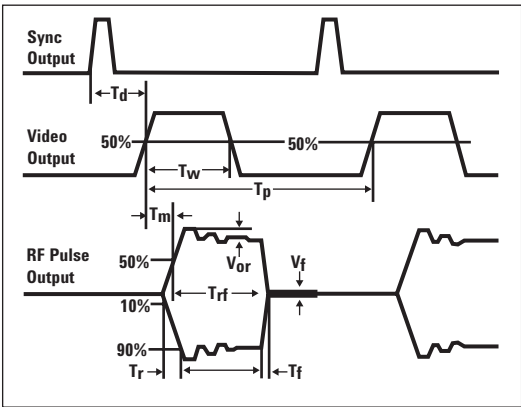 Sync
Output
Td
Video
Output
50%
50%
Tw
Tp
Tm
RF Pulse
Output
50%
Vor
Vf
Trf
10%
90%
Tr
Tf